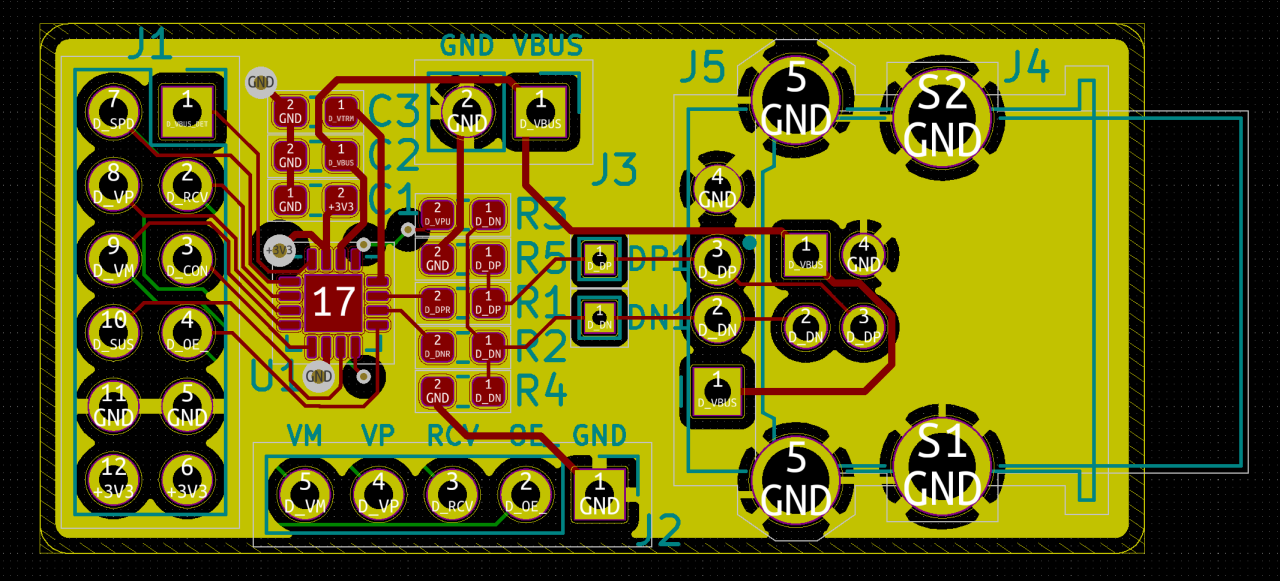 J1
GND VBUS
J5
J4
7
D_SPD
1
D_VBUS_DET
GND
2
GND
1
D_VTRM
C3
2
GND
1
D_VBUS
5
GND
S2
GND
2
GND
1
D_VBUS
C2
J3
8
D_VP
2
D_RCV
1
GND
2
+3V3
C1
4
GND
2
D_VPU
1
D_DN
R3
9
D_VM
3
D_CON
+3V3
GND
D_DP
R5
1
D_DP
DP1
3
D_DP
1
D_VBUS
4
GND
17
2
D_DPR
1
D_DP
R1
1
D_DN
DN1
2
D_DN
2
D_DN
3
D_DP
10
D_SUS
4
D_OE_
2
D_DNR
1
D_DN
R2
U1
GND
2
GND
1
D_DN
R4
1
D_VBUS
11
GND
5
GND
VM
VP
RCV
OE_
GND
5
GND
S1
GND
12
+3V3
6
+3V3
5
D_VM
4
D_VP
3
D_RCV
2
D_OE_
1
GND
J2